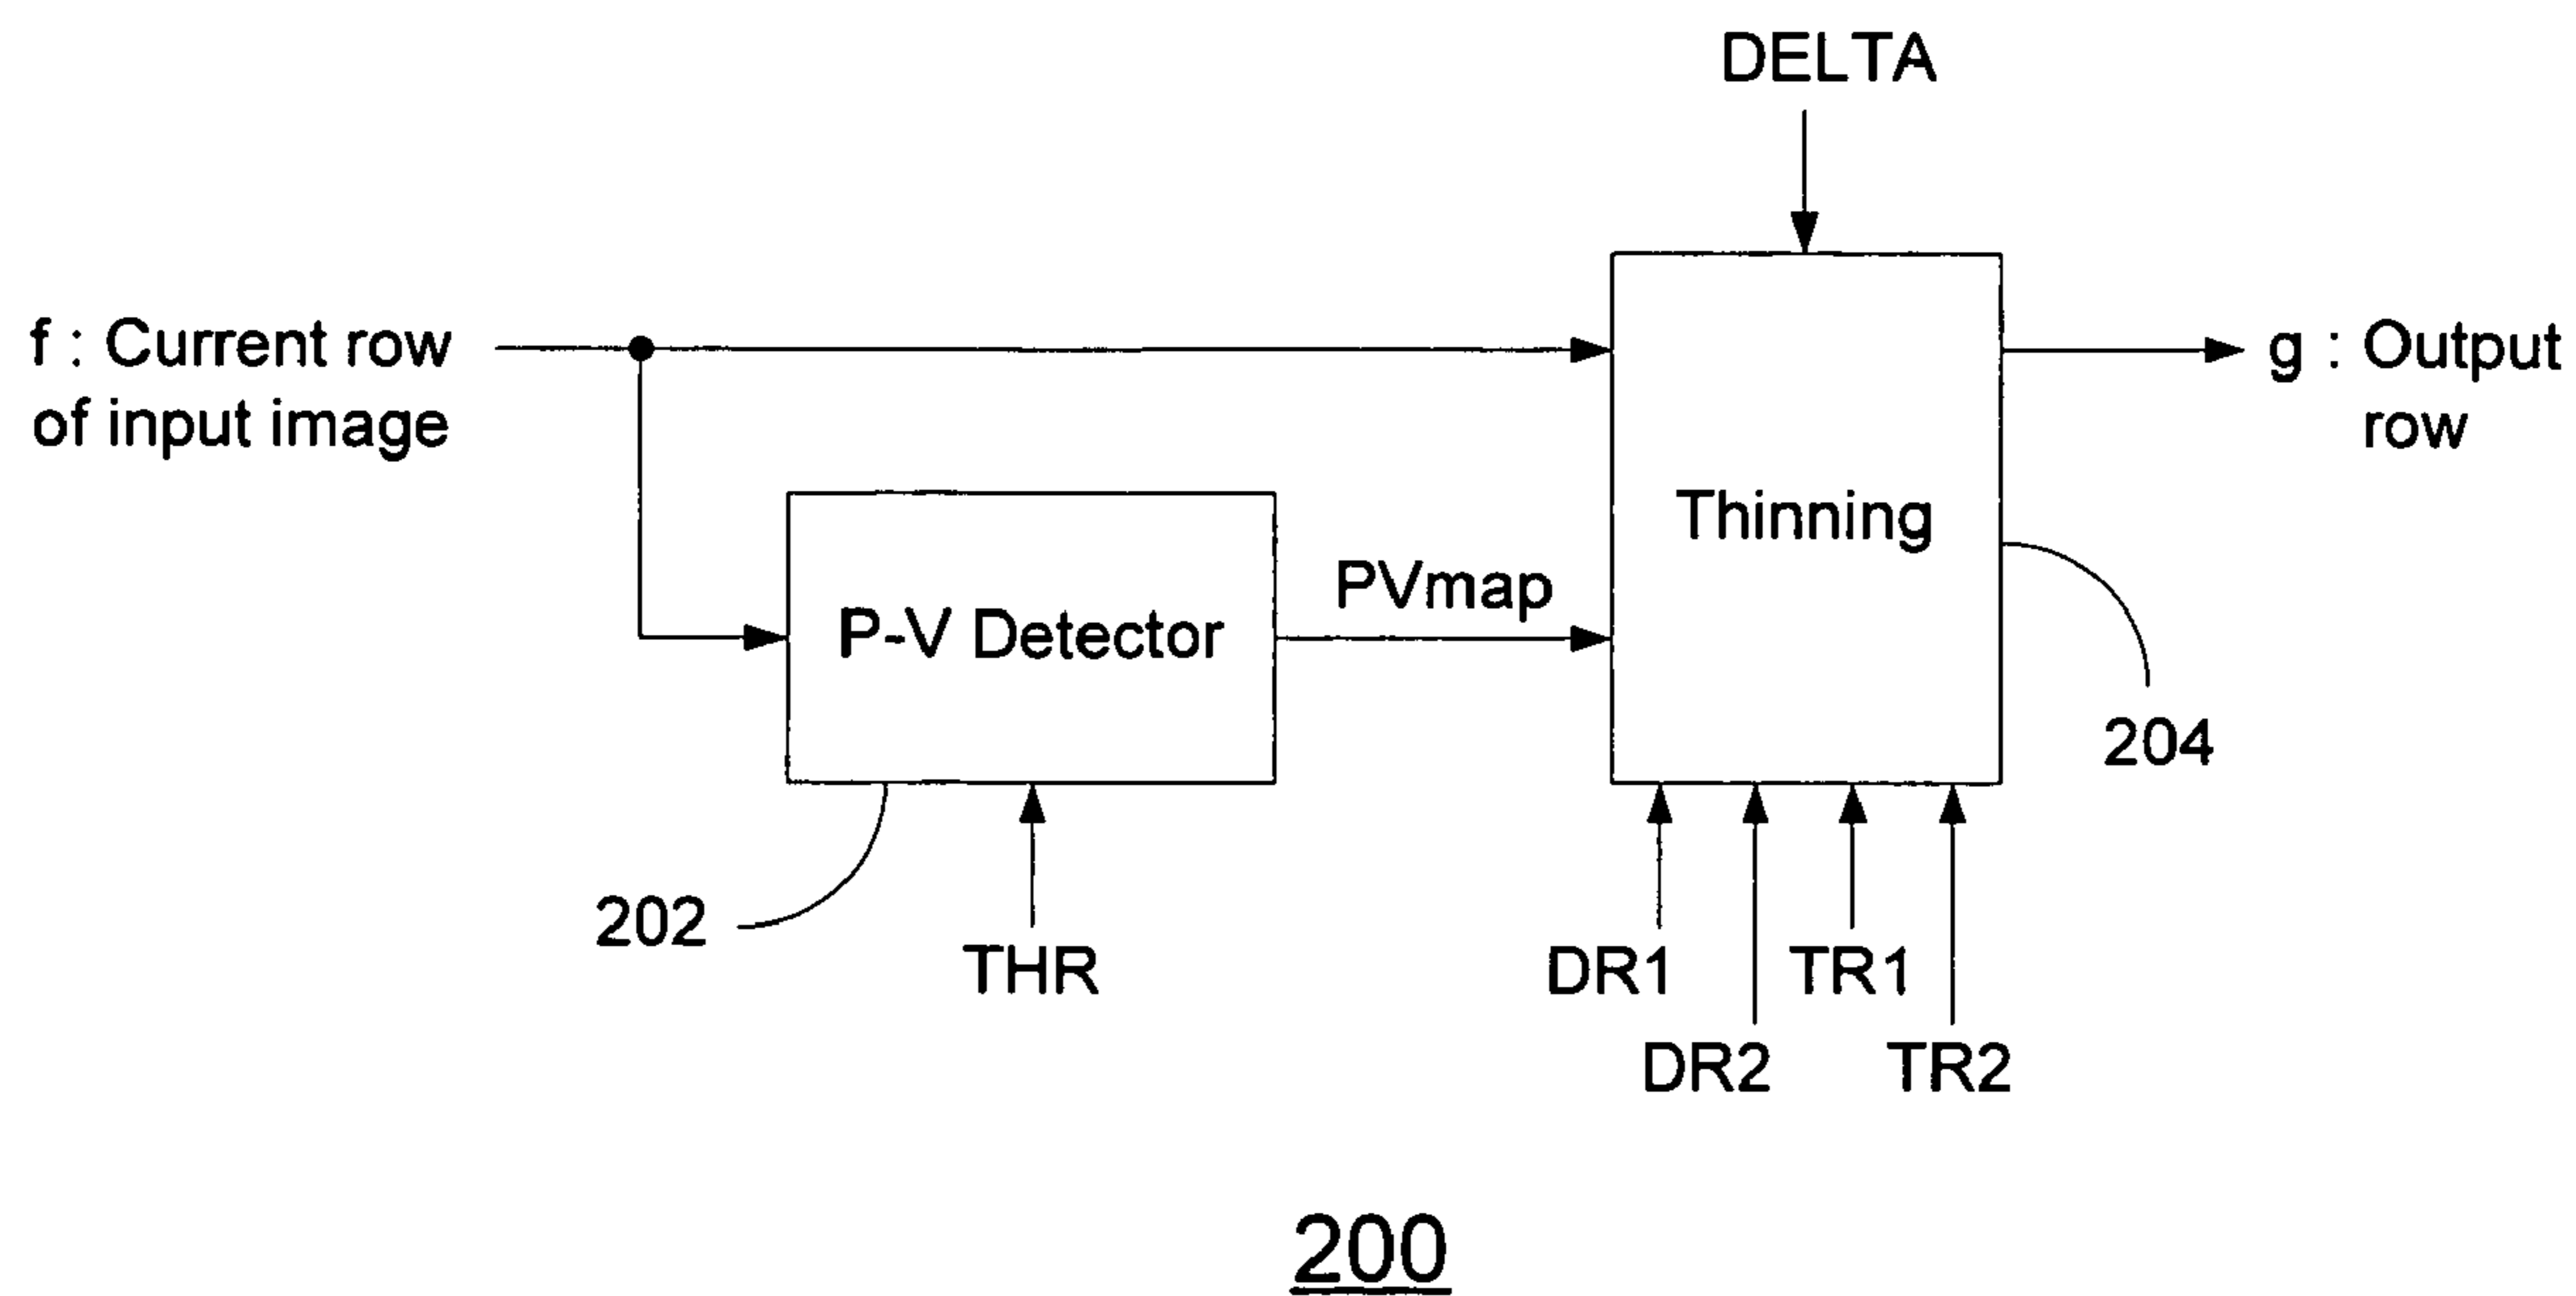 DELTA
f : Current row
of input image
g : Output
row
Thinning
PVmap
P-V Detector
204
202
THR
DR1
TR1
DR2
TR2
200